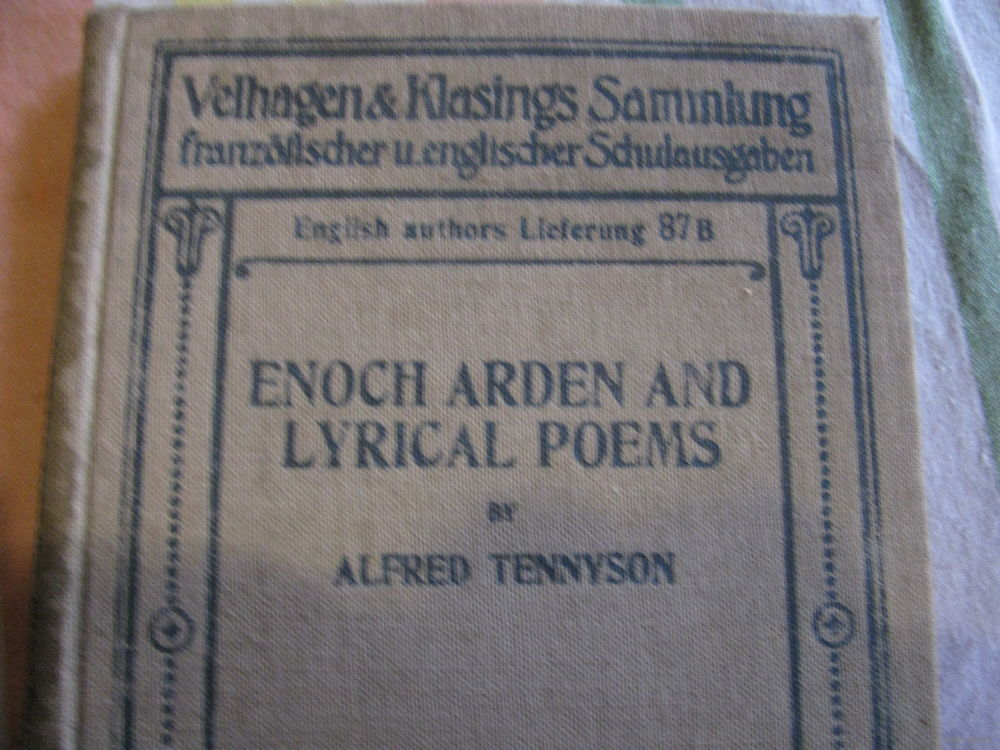 Velhagen & Klasings Sammlung
französischer u. englischer Schulausgaben
English authors Lieferung 87 B
ENOCH ARDEN AND
LYRICAL POEMS
BY
ALFRED TENNYSON